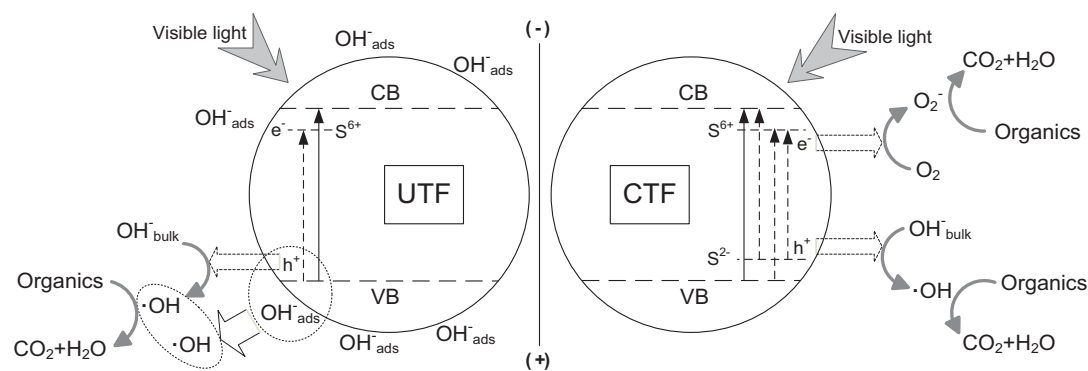 Visible light
OH⁻ads
OH⁻ads
OH⁻ads
CB
e⁻
S⁶⁺
UTF
OH⁻bulk
h⁺
Organics
VB
·OH
·OH
OH⁻ads
OH⁻ads
OH⁻ads
CO₂+H₂O
(-)
(+)
Visible light
CO₂+H₂O
CB
O₂⁻
S⁶⁺
e⁻
Organics
O₂
CTF
OH⁻bulk
S²⁻
h⁺
VB
·OH
Organics
CO₂+H₂O